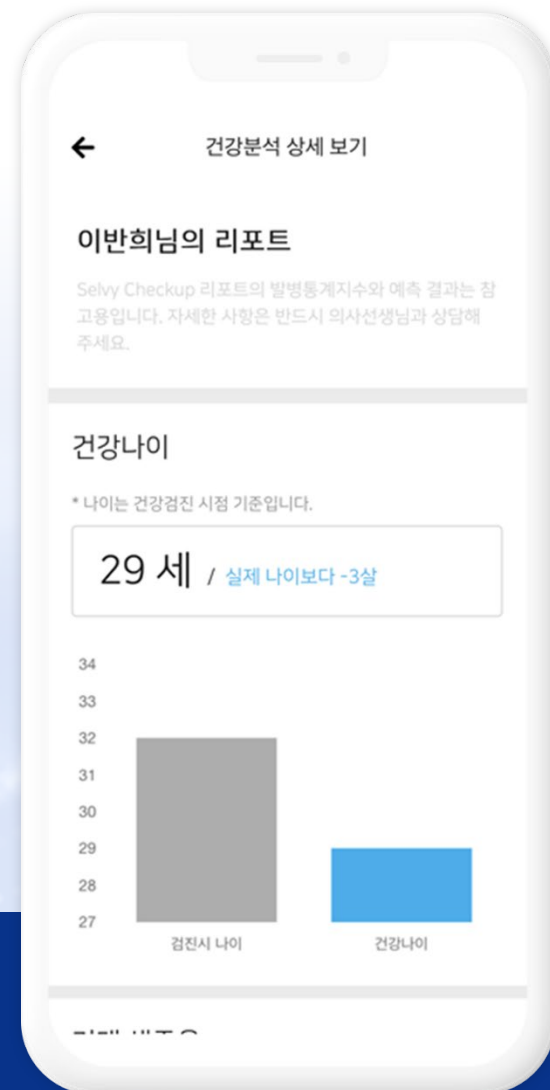 건강분석 상세 보기
이반희님의 리포트
Selvy Checkup 리포트의 발병통계지수와 예측 결과는 참
고용입니다. 자세한 사항은 반드시 의사선생님과 상담해
주세요.
건강나이
* 나이는 건강검진 시점 기준입니다.
29 세 / 실제 나이보다 -3살
34
33
32
31
30
29
28
27
검진시 나이 건강나이